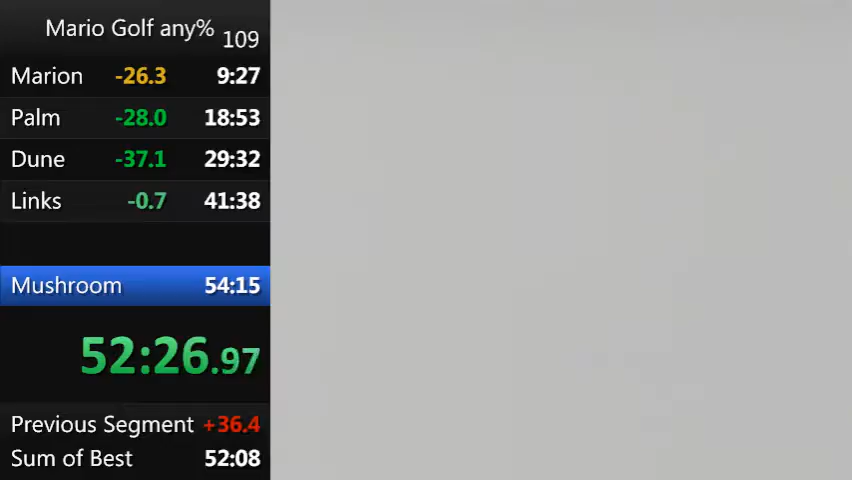 Mario Golf any%
109
Marion -26.3 9:27
Palm -28.0 18:53
Dune -37.1 29:32
Links -0.7 41:38
Mushroom 54:15
52:26.97
Previous Segment +36.4
Sum of Best 52:08